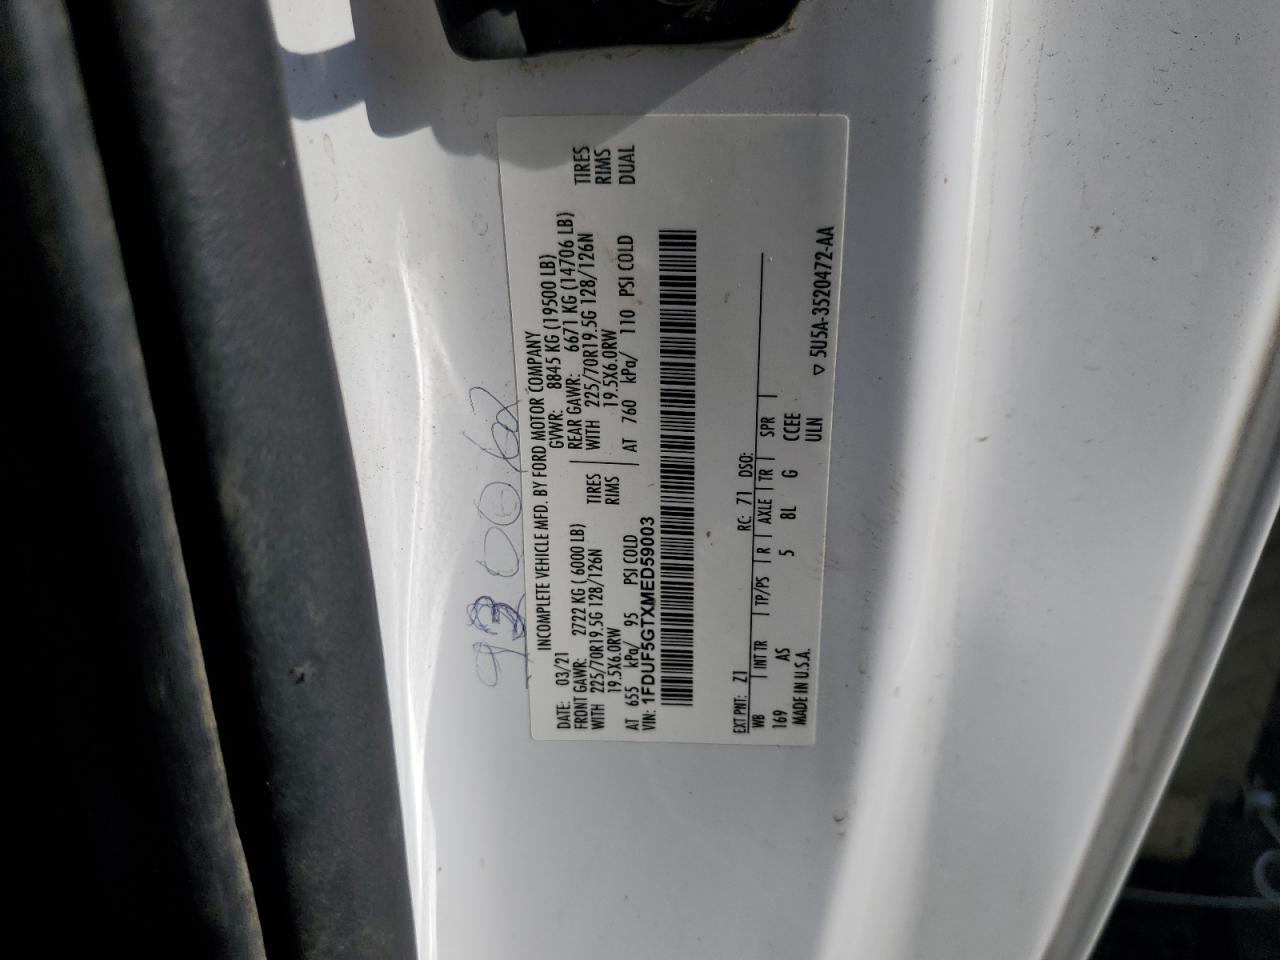 930062
INCOMPLETE VEHICLE MFD. BY FORD MOTOR COMPANY
DATE: 03/21 GVWR: 8845 KG (19500 LB)
FRONT GAWR: 2722 KG ( 6000 LB) REAR GAWR: 6671 KG (14706 LB)
WITH 225/70R19.5G 128/126N TIRES WITH 225/70R19.5G 128/126N TIRES
19.5X6.0RW RIMS 19.5X6.0RW RIMS
AT 655 kPa/ 95 PSI COLD AT 760 kPa/ 110 PSI COLD DUAL
VIN: 1FDUF5GTXMED59003
EXT PNT: Z1 RC: 71 DSO:
WB INT TR TP/PS R AXLE TR SPR
169 AS 5 8L G CCEE
MADE IN U.S.A. ULN ▽ 5U5A-3520472-AA